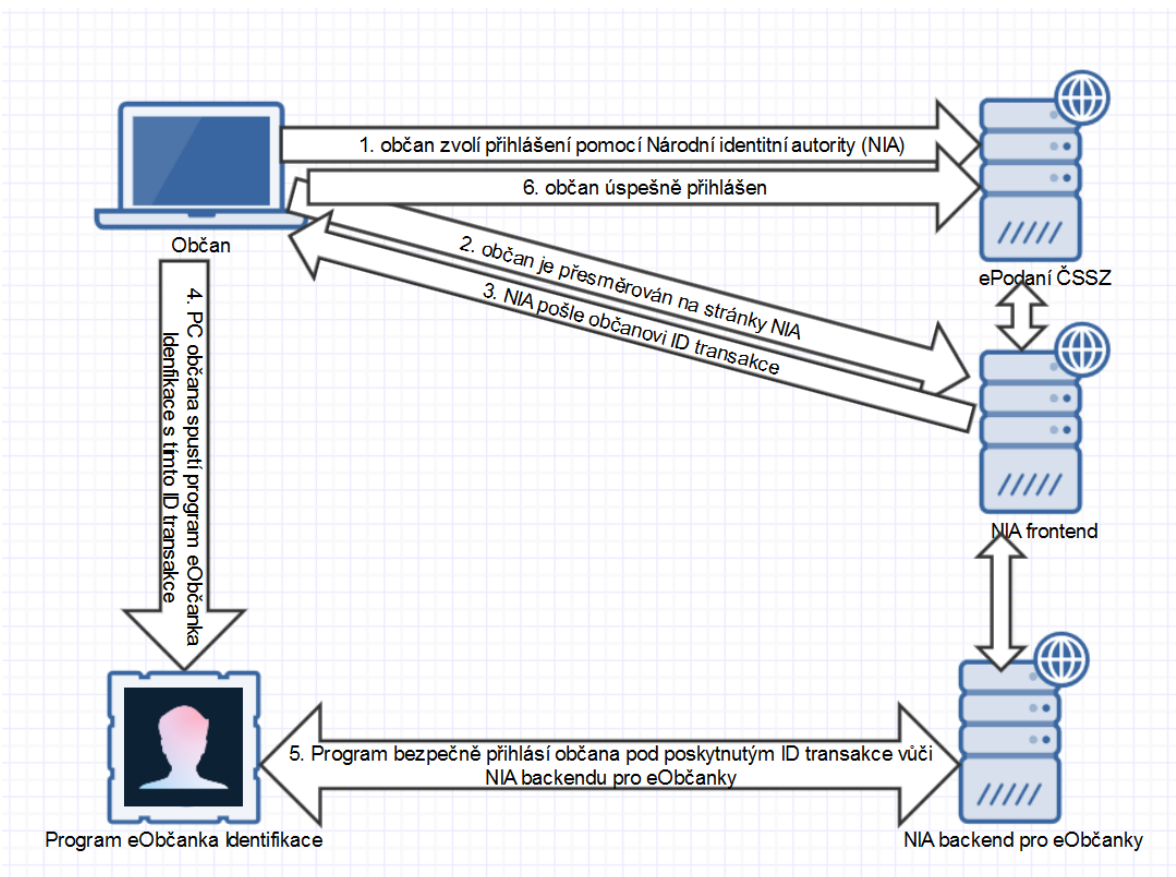 1. občan zvolí přihlášení pomocí Národní identitní autority (NIA)
6. občan úspešně přihlášen
Občan
2. občan je přesměrován na stránky NIA
3. NIA pošle občanovi ID transakce
ePodaní ČSSZ
4. PC občana spustí program eObčanka
Idenfikace s tímto ID transakce
NIA frontend
5. Program bezpečně přihlásí občana pod poskytnutým ID transakce vůči
NIA backendu pro eObčanky
Program eObčanka Identifikace
NIA backend pro eObčanky